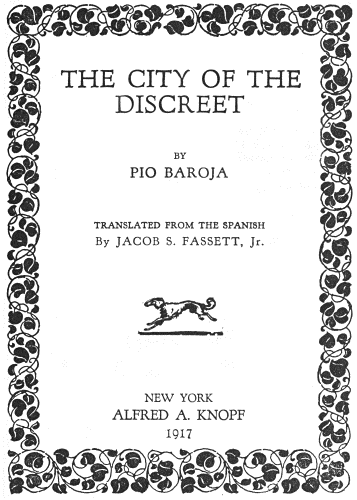 THE CITY OF THE
DISCREET
BY
PIO BAROJA
TRANSLATED FROM THE SPANISH
By JACOB S. FASSETT, Jr.
NEW YORK
ALFRED A. KNOPF
1917